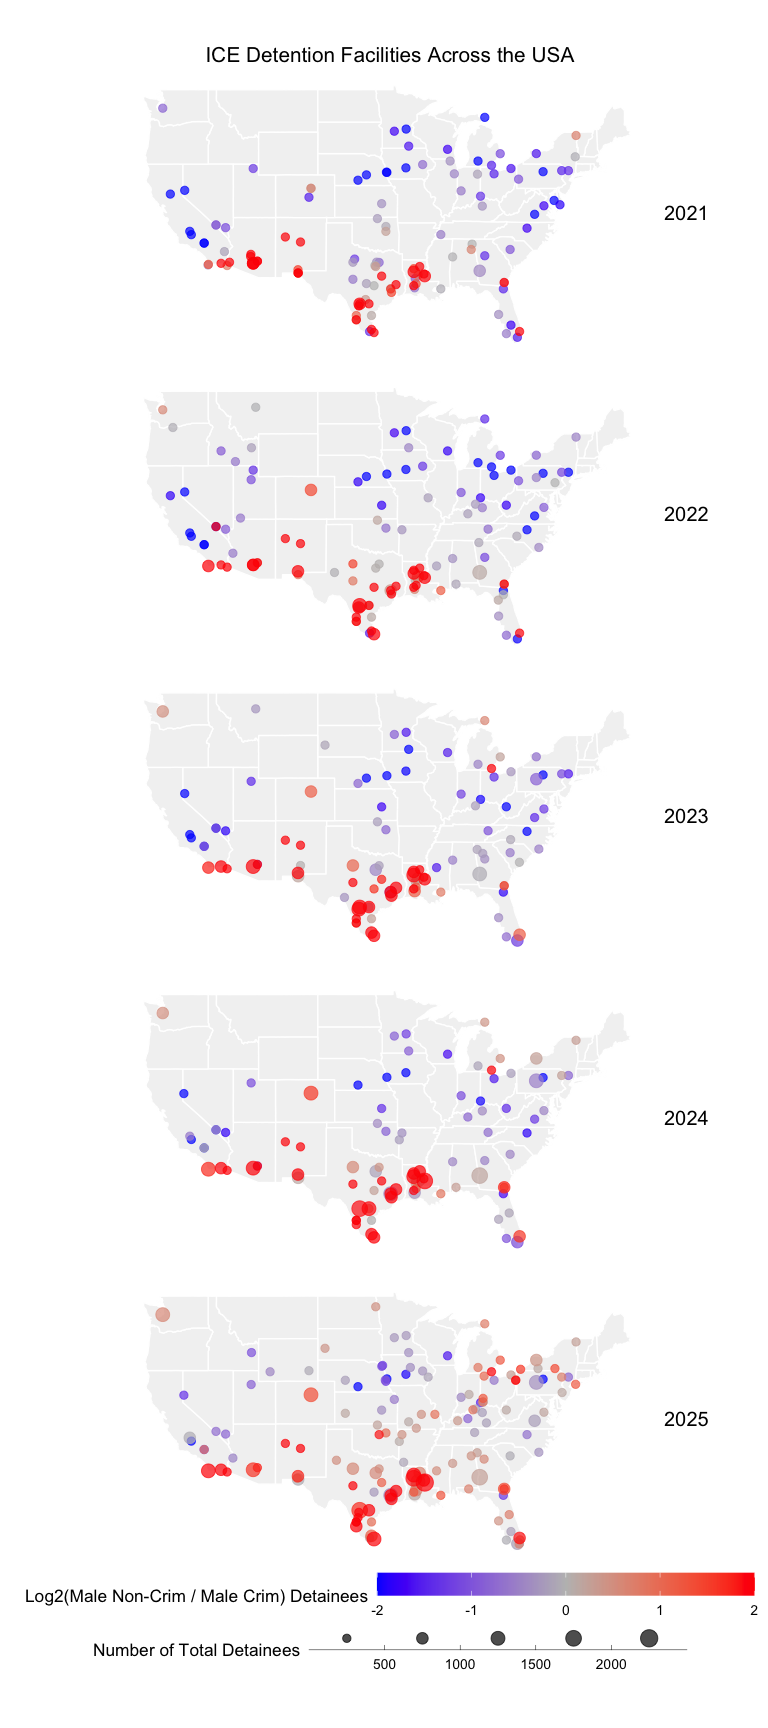 ICE Detention Facilities Across the USA
2021
2022
2023
2024
2025
Log2(Male Non-Crim / Male Crim) Detainees
-2 -1 0 1 2
Number of Total Detainees
500 1000 1500 2000